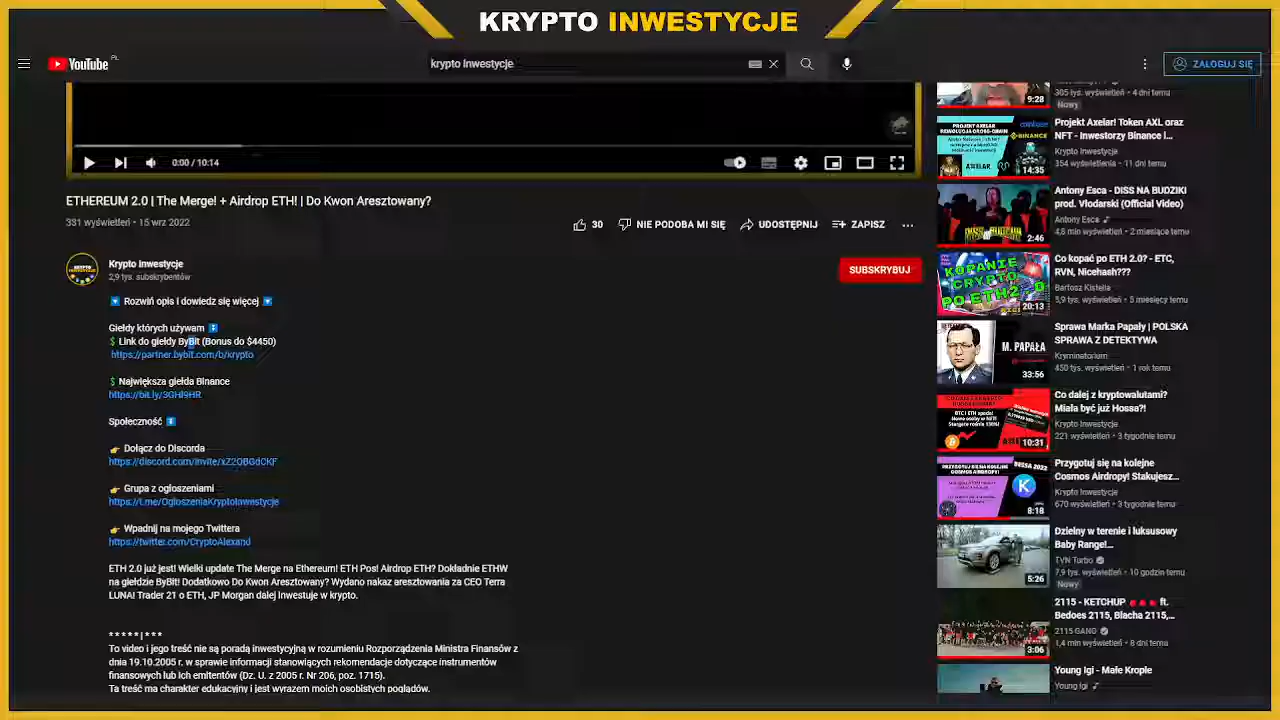 KRYPTO INWESTYCJE
YouTube PL
krypto inwestycje
ZALOGUJ SIĘ
0:00 / 10:14
ETHEREUM 2.0 | The Merge! + Airdrop ETH! | Do Kwon Aresztowany?
331 wyświetleń • 15 wrz 2022
30
NIE PODOBA MI SIĘ
UDOSTĘPNIJ
ZAPISZ
Krypto Inwestycje
2,9 tys. subskrybentów
SUBSKRYBUJ
Rozwiń opis i dowiedz się więcej
Giełdy których używam
$ Link do giełdy ByBit (Bonus do $4450)
https://partner.bybit.com/b/krypto
$ Największa giełda Binance
https://bit.ly/3GHl9HR
Społeczność
Dołącz do Discorda
https://discord.com/invite/xZ2QBGdCKF
Grupa z ogłoszeniami
https://t.me/OgloszeniaKryptoInwestycje
Wpadnij na mojego Twittera
https://twitter.com/CryptoAlexand
ETH 2.0 już jest! Wielki update The Merge na Ethereum! ETH Pos! Airdrop ETH? Dokładnie ETHW
na giełdzie ByBit! Dodatkowo Do Kwon Aresztowany? Wydano nakaz aresztowania za CEO Terra
LUNA! Trader 21 o ETH, JP Morgan dalej inwestuje w krypto.
*****|***
To video i jego treść nie są poradą inwestycyjną w rozumieniu Rozporządzenia Ministra Finansów z
dnia 19.10.2005 r. w sprawie informacji stanowiących rekomendacje dotyczące instrumentów
finansowych lub ich emitentów (Dz. U. z 2005 r. Nr 206, poz. 1715).
Ta treść ma charakter edukacyjny i jest wyrazem moich osobistych poglądów.
9:28
305 tyś. wyświetleń • 4 dni temu
Nowy
PROJEKT AXELAR!
14:35
Projekt Axelar! Token AXL oraz
NFT - Inwestorzy Binance i...
Krypto Inwestycje
354 wyświetlenia • 11 dni temu
2:46
Antony Esca - DISS NA BUDZIKI
prod. Włodarski (Official Video)
Antony Esca
4,8 mln wyświetleń • 2 miesiące temu
KOPANIE
CRYPTO
PO ETH2.0
20:13
Co kopać po ETH 2.0? - ETC,
RVN, Nicehash???
Bartosz Kistella
5,9 tys. wyświetleń • 5 miesięcy temu
M. PAPAŁA
33:56
Sprawa Marka Papały | POLSKA
SPRAWA Z DETEKTYWA
Kryminatorium
450 tys. wyświetleń • 1 rok temu
10:31
Co dalej z kryptowalutami?
Miała być już Hossa?!
Krypto Inwestycje
221 wyświetleń • 3 tygodnie temu
BESSA 2022
8:18
Przygotuj się na kolejne
Cosmos Airdropy! Stakujesz...
Krypto Inwestycje
670 wyświetleń • 3 tygodnie temu
5:26
Dzielny w terenie i luksusowy
Baby Range!...
TVN Turbo
7,9 tys. wyświetleń • 10 godzin temu
Nowy
3:06
2115 - KETCHUP ft.
Bedoes 2115, Blacha 2115,...
2115 GANG
1,4 mln wyświetleń • 8 dni temu
Young Igi - Małe Krople
Young Igi